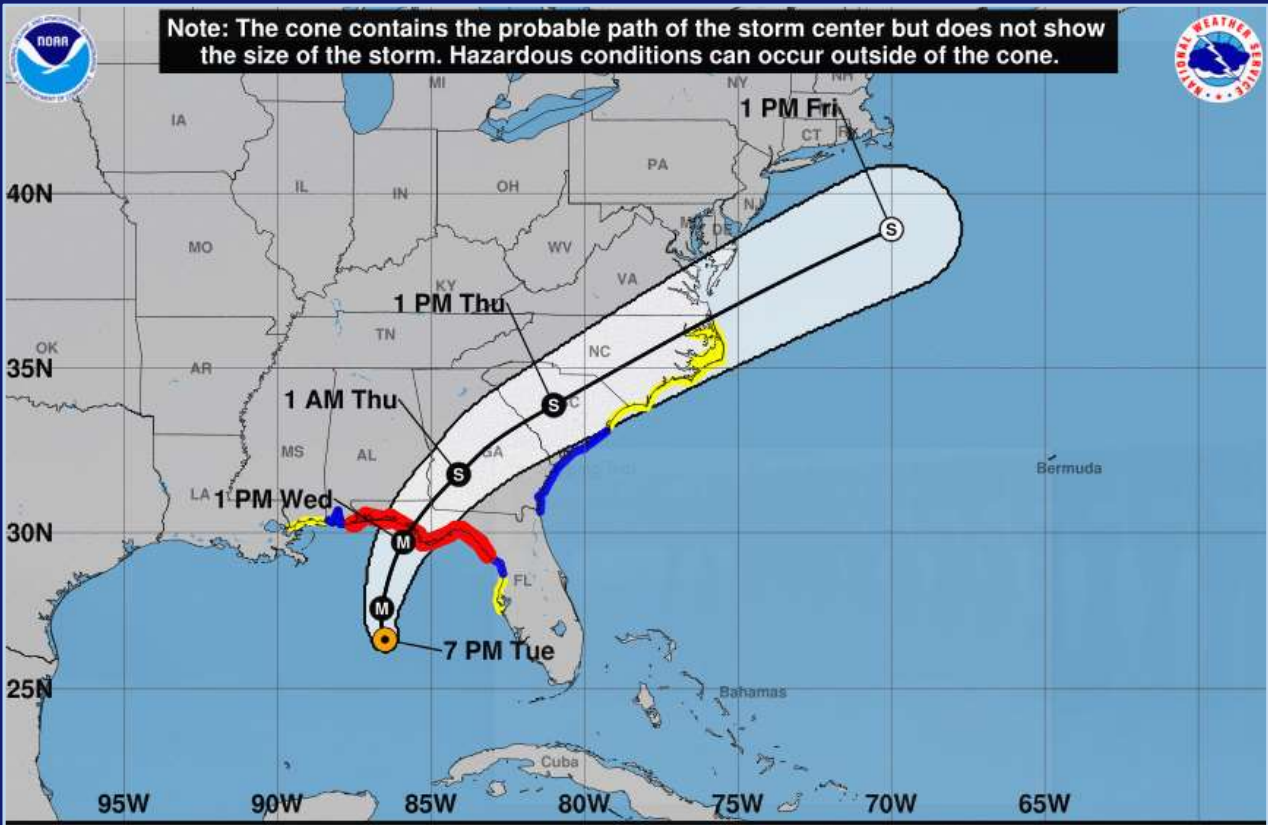 Note: The cone contains the probable path of the storm center but does not show
the size of the storm. Hazardous conditions can occur outside of the cone.
NOAA
NATIONAL WEATHER SERVICE
MI
NY
NH
1 PM Fri
IA
CT
PA
40N
IL
IN
OH
NJ
MO
WV
DE
VA
KY
1 PM Thu
TN
OK
NC
35N
AR
1 AM Thu
S
SC
MS
AL
GA
S
Bermuda
LA
1 PM Wed
S
30N
M
FL
M
7 PM Tue
25N
Bahamas
Cuba
95W
90W
85W
80W
75W
70W
65W